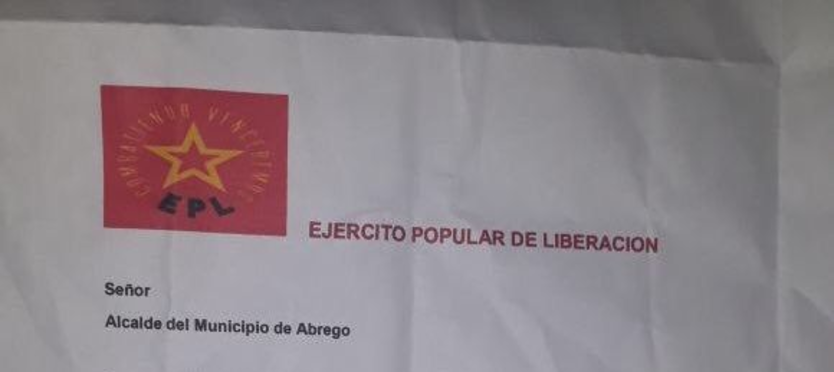 COMBATIENDO VENCEREMOS
EPL
EJERCITO POPULAR DE LIBERACION
Señor
Alcalde del Municipio de Abrego